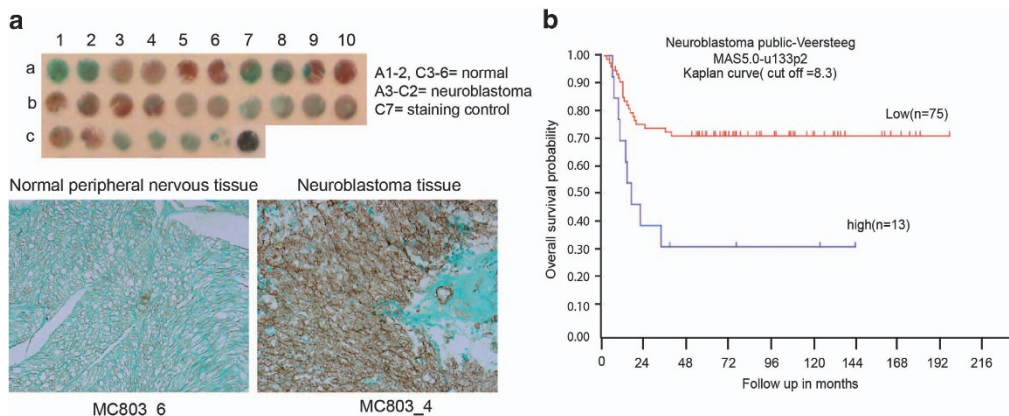 a
1 2 3 4 5 6 7 8 9 10
a
b
c
A1-2, C3-6= normal
A3-C2= neuroblastoma
C7= staining control
Normal peripheral nervous tissue
Neuroblastoma tissue
MC803_6
MC803_4
b
Neuroblastoma public-Veersteeg
MAS5.0-u133p2
Kaplan curve( cut off =8.3)
Low(n=75)
high(n=13)
Overall survival probability
1.00
0.90
0.80
0.70
0.60
0.50
0.40
0.30
0.20
0.10
0.00
0 24 48 72 96 120 144 168 192 216
Follow up in months